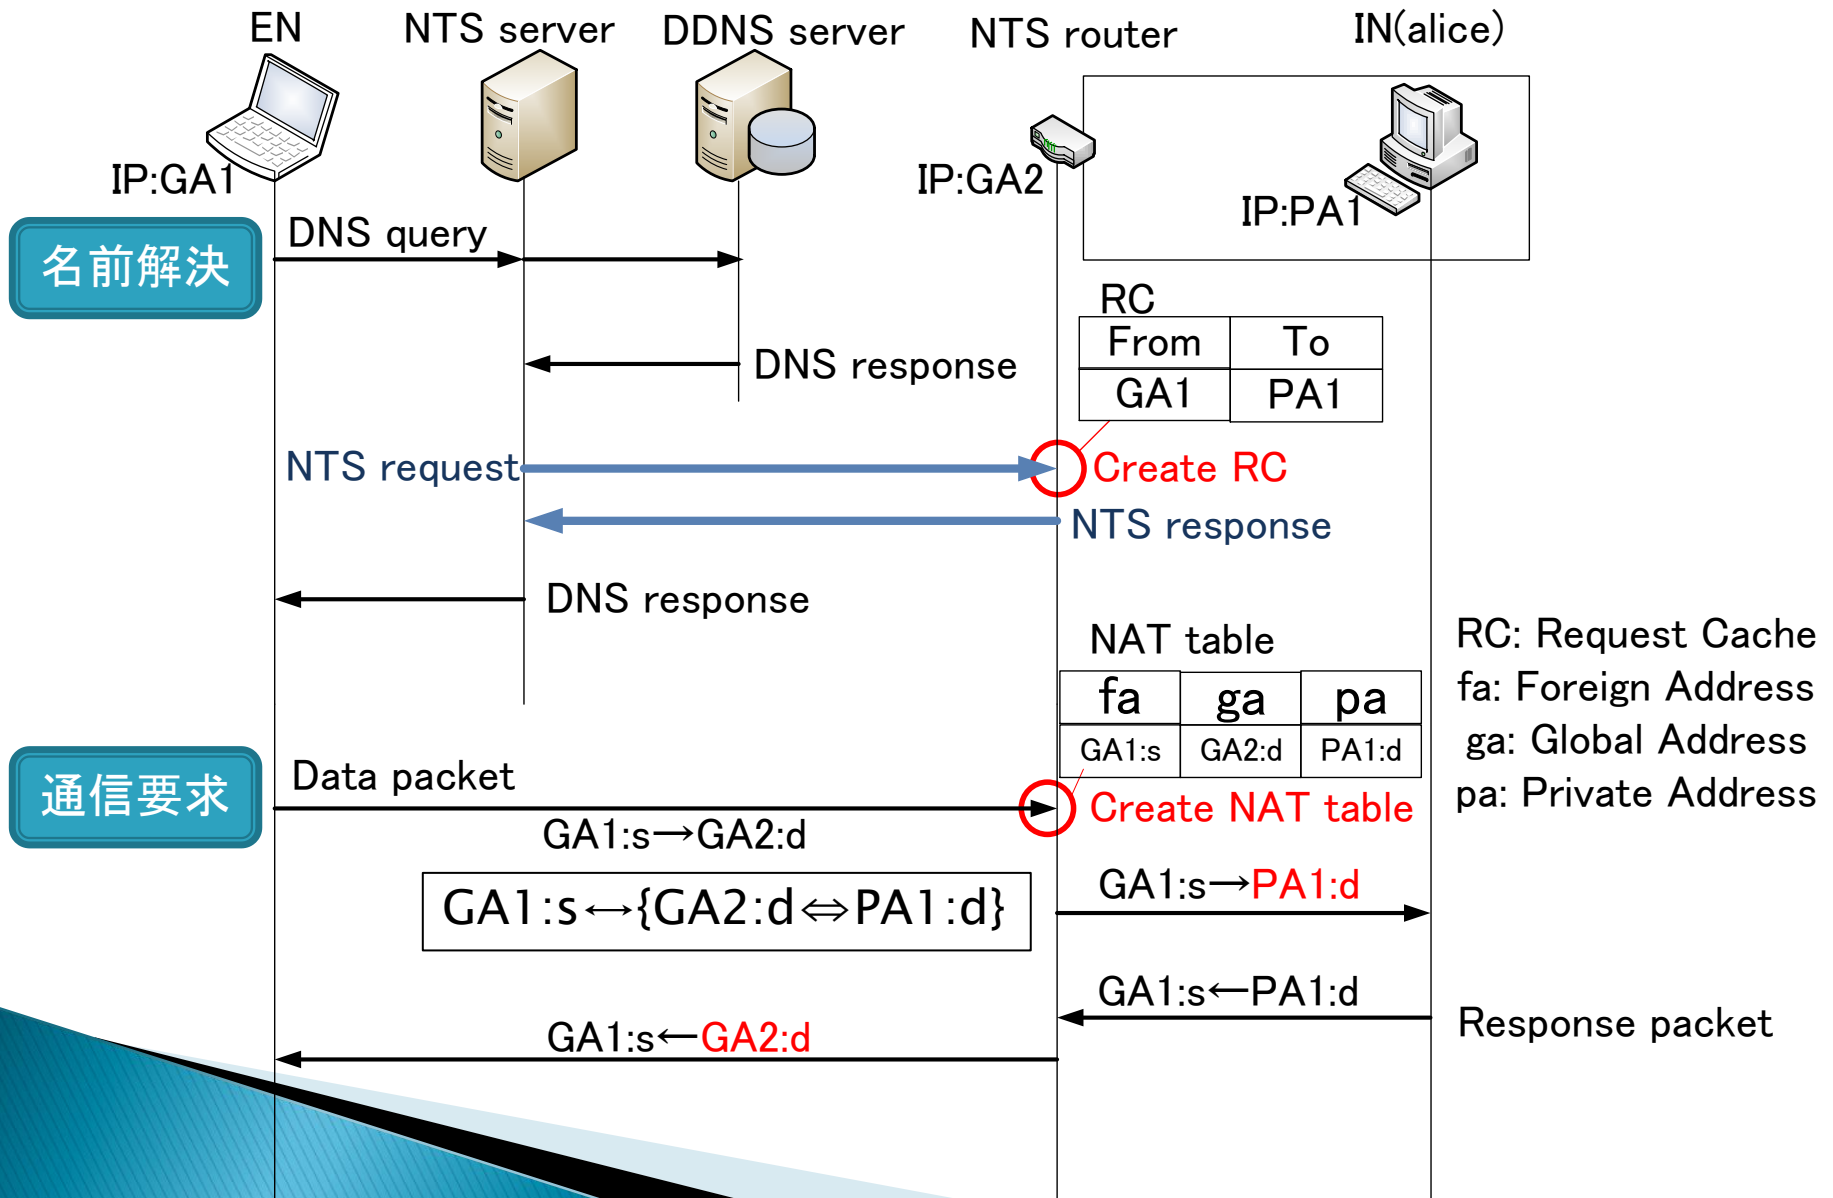 EN
NTS server
DDNS server
NTS router
IN(alice)
IP:GA1
IP:GA2
IP:PA1
名前解決
DNS query
RC
From To
GA1 PA1
DNS response
NTS request
Create RC
NTS response
DNS response
NAT table
fa ga pa
GA1:s GA2:d PA1:d
RC: Request Cache
fa: Foreign Address
ga: Global Address
pa: Private Address
通信要求
Data packet
Create NAT table
GA1:s→GA2:d
GA1:s→PA1:d
GA1:s↔{GA2:d⇔PA1:d}
GA1:s←PA1:d
Response packet
GA1:s←GA2:d